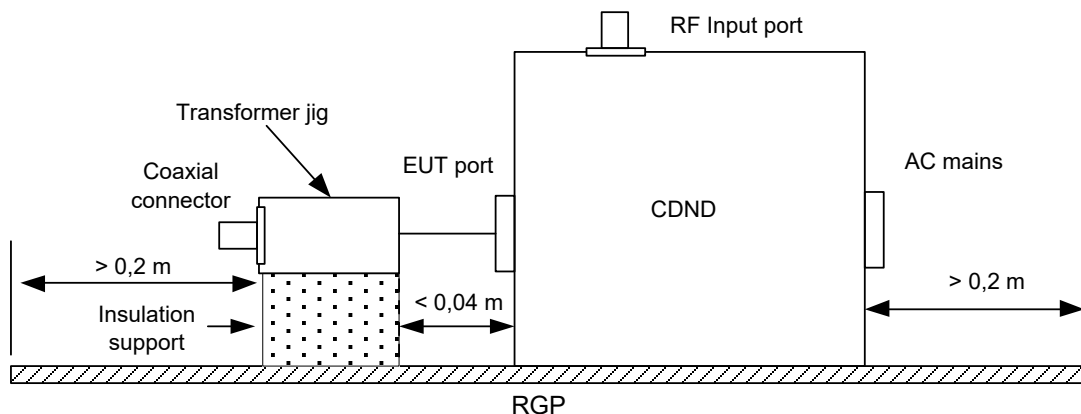 RF Input port
Transformer jig
Coaxial
connector
EUT port
AC mains
CDND
> 0,2 m
Insulation
support
< 0,04 m
> 0,2 m
RGP